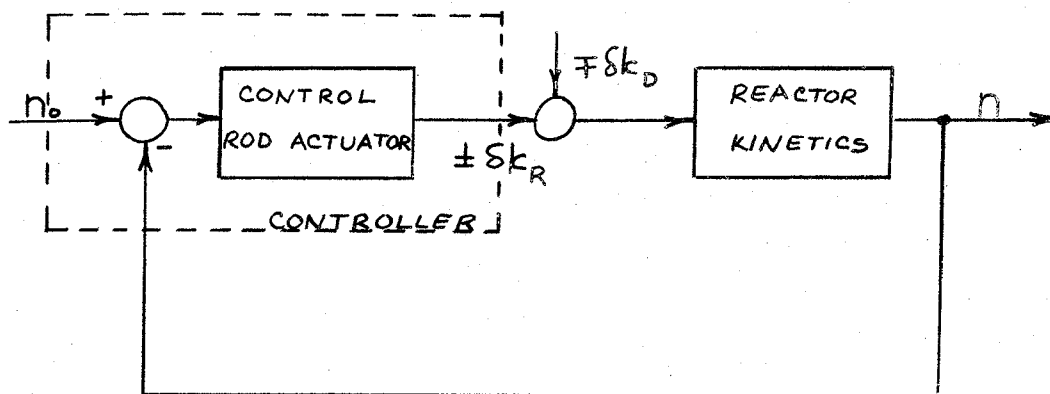 n₀
+
-
CONTROL
ROD ACTUATOR
± δk_R
∓ δk_D
REACTOR
KINETICS
n
CONTROLLER